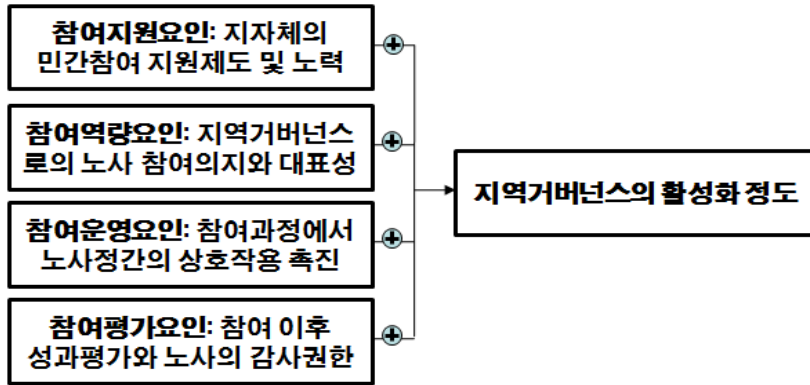 참여지원요인: 지자체의
민간참여 지원제도 및 노력
+
참여역량요인: 지역거버넌스
로의 노사 참여의지와 대표성
+
지역거버넌스의 활성화 정도
참여운영요인: 참여과정에서
노사정간의 상호작용 촉진
+
참여평가요인: 참여 이후
성과평가와 노사의 감사권한
+